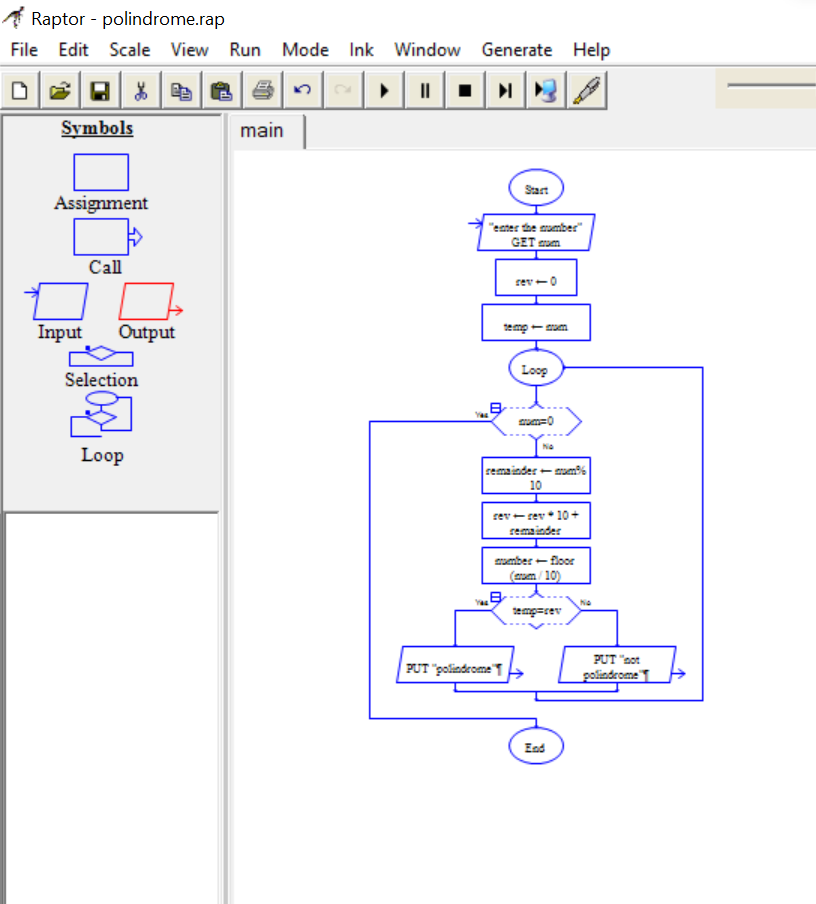 Raptor - polindrome.rap
File Edit Scale View Run Mode Ink Window Generate Help
Symbols
Assignment
Call
Input Output
Selection
Loop
main
Start
"enter the number"
GET num
rev ← 0
temp ← num
Loop
Yes
num=0
No
remainder ← num%
10
rev ← rev * 10 +
remainder
number ← floor
(num / 10)
Yes
temp=rev
No
PUT "polindrome"¶
PUT "not
polindrome"¶
End